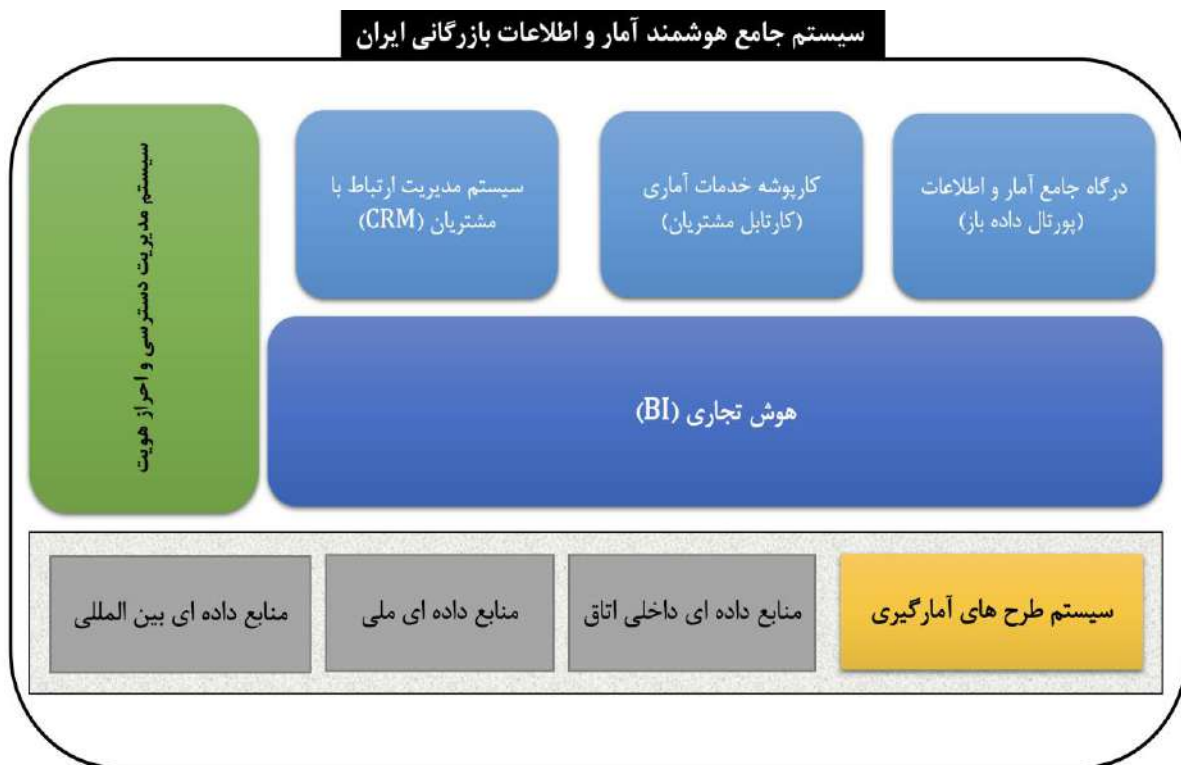 سیستم جامع هوشمند آمار و اطلاعات بازرگانی ایران
درگاه جامع آمار و اطلاعات
(پورتال داده باز)
کارپوشه خدمات آماری
(کارتابل مشتریان)
سیستم مدیریت ارتباط با
مشتریان (CRM)
سیستم مدیریت دسترسی و احراز هویت
هوش تجاری (BI)
سیستم طرح های آمارگیری
منابع داده ای داخلی اتاق
منابع داده ای ملی
منابع داده ای بین المللی